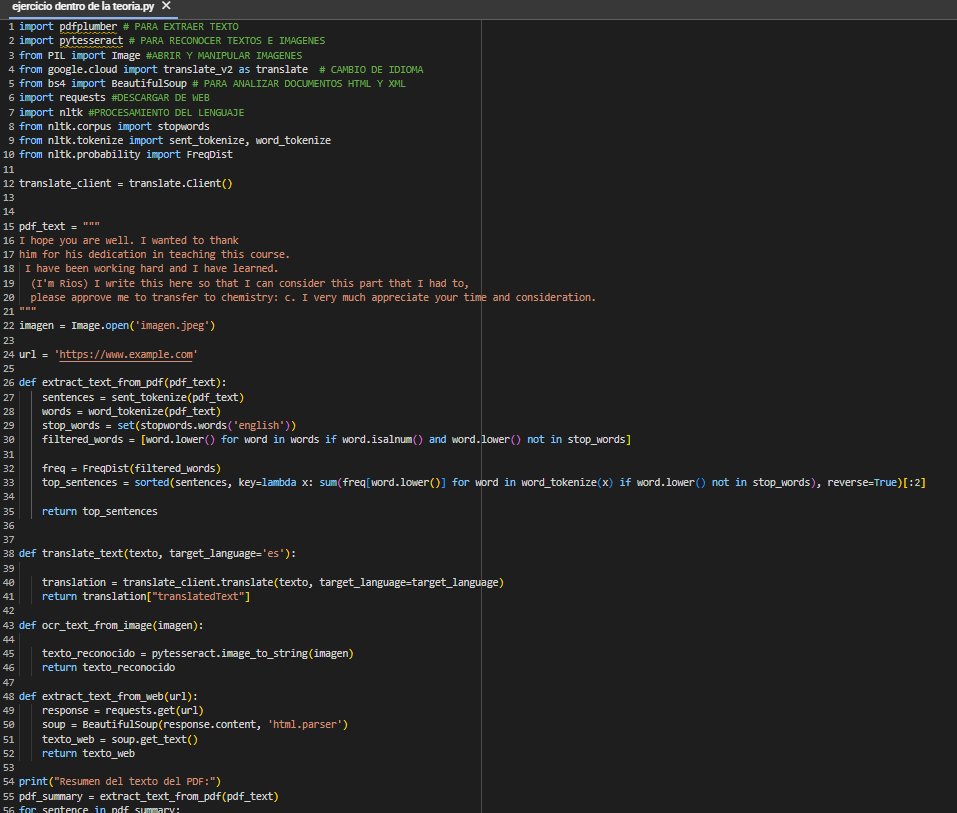 ejercicio dentro de la teoria.py ✕
1 import pdfplumber # PARA EXTRAER TEXTO
2 import pytesseract # PARA RECONOCER TEXTOS E IMAGENES
3 from PIL import Image #ABRIR Y MANIPULAR IMAGENES
4 from google.cloud import translate_v2 as translate  # CAMBIO DE IDIOMA
5 from bs4 import BeautifulSoup # PARA ANALIZAR DOCUMENTOS HTML Y XML
6 import requests #DESCARGAR DE WEB
7 import nltk #PROCESAMIENTO DEL LENGUAJE
8 from nltk.corpus import stopwords
9 from nltk.tokenize import sent_tokenize, word_tokenize
10 from nltk.probability import FreqDist
11
12 translate_client = translate.Client()
13
14
15 pdf_text = """
16 I hope you are well. I wanted to thank
17 him for his dedication in teaching this course.
18  I have been working hard and I have learned.
19   (I'm Rios) I write this here so that I can consider this part that I had to,
20   please approve me to transfer to chemistry: c. I very much appreciate your time and consideration.
21 """
22 imagen = Image.open('imagen.jpeg')
23
24 url = 'https://www.example.com'
25
26 def extract_text_from_pdf(pdf_text):
27     sentences = sent_tokenize(pdf_text)
28     words = word_tokenize(pdf_text)
29     stop_words = set(stopwords.words('english'))
30     filtered_words = [word.lower() for word in words if word.isalnum() and word.lower() not in stop_words]
31
32     freq = FreqDist(filtered_words)
33     top_sentences = sorted(sentences, key=lambda x: sum(freq[word.lower()] for word in word_tokenize(x) if word.lower() not in stop_words), reverse=True)[:2]
34
35     return top_sentences
36
37
38 def translate_text(texto, target_language='es'):
39
40     translation = translate_client.translate(texto, target_language=target_language)
41     return translation["translatedText"]
42
43 def ocr_text_from_image(imagen):
44
45     texto_reconocido = pytesseract.image_to_string(imagen)
46     return texto_reconocido
47
48 def extract_text_from_web(url):
49     response = requests.get(url)
50     soup = BeautifulSoup(response.content, 'html.parser')
51     texto_web = soup.get_text()
52     return texto_web
53
54 print("Resumen del texto del PDF:")
55 pdf_summary = extract_text_from_pdf(pdf_text)
56 for sentence in pdf_summary: